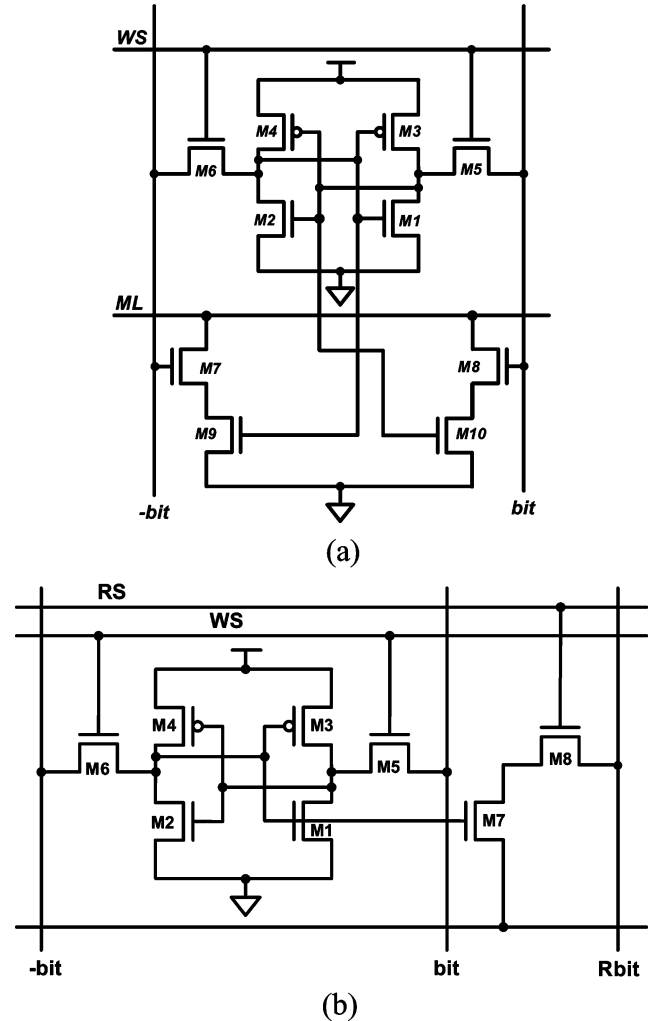 WS
M4 M3
M6 M5
M2 M1
ML
M7 M8
M9 M10
-bit bit
(a)
RS
WS
M4 M3
M6 M5 M8
M2 M1 M7
-bit bit Rbit
(b)